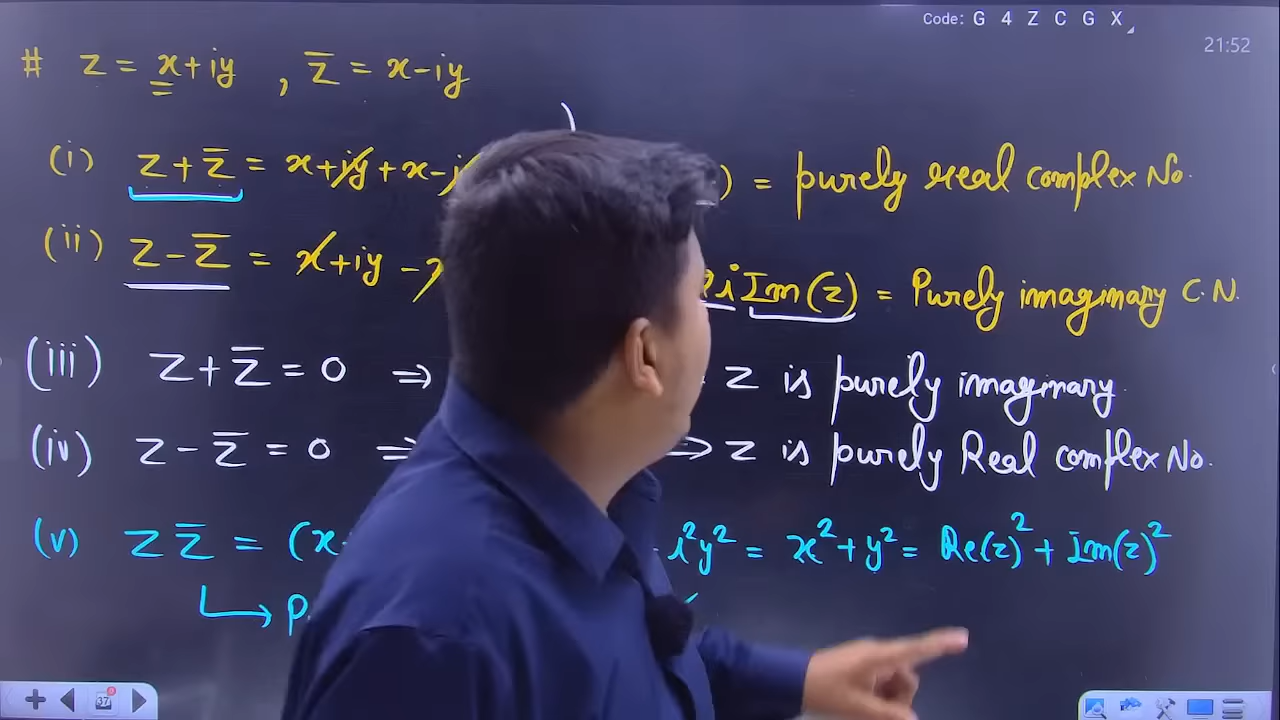 Code: G 4 Z C G X
21:52
# z = x+iy , z̅ = x-iy
(i) z + z̅ = x+iy + x- ) = purely real complex No.
(ii) z - z̅ = x+iy - i Im(z) = Purely imaginary C.N.
(iii) z + z̅ = 0 ⇒ z is purely imaginary.
(iv) z - z̅ = 0 ⇒ z is purely Real complex No.
(v) z z̅ = (x - i²y² = x² + y² = Re(z)² + Im(z)²
37